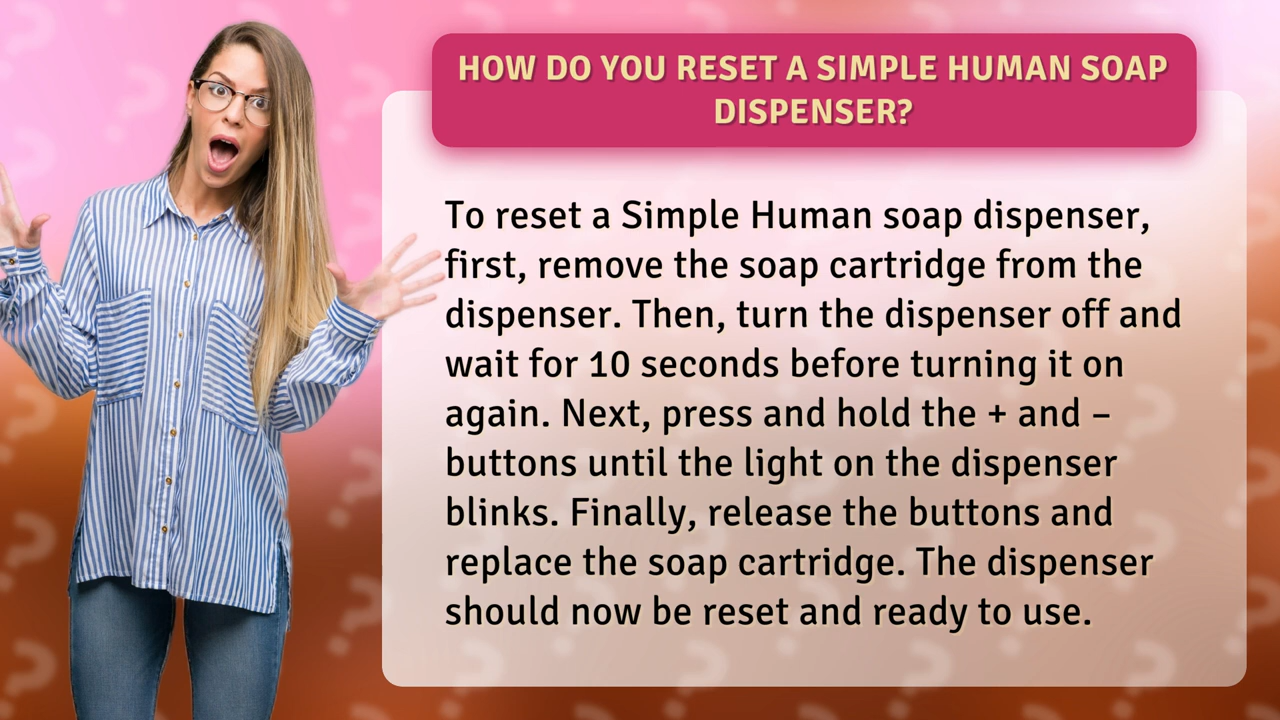 HOW DO YOU RESET A SIMPLE HUMAN SOAP
DISPENSER?
To reset a Simple Human soap dispenser,
first, remove the soap cartridge from the
dispenser. Then, turn the dispenser off and
wait for 10 seconds before turning it on
again. Next, press and hold the + and –
buttons until the light on the dispenser
blinks. Finally, release the buttons and
replace the soap cartridge. The dispenser
should now be reset and ready to use.